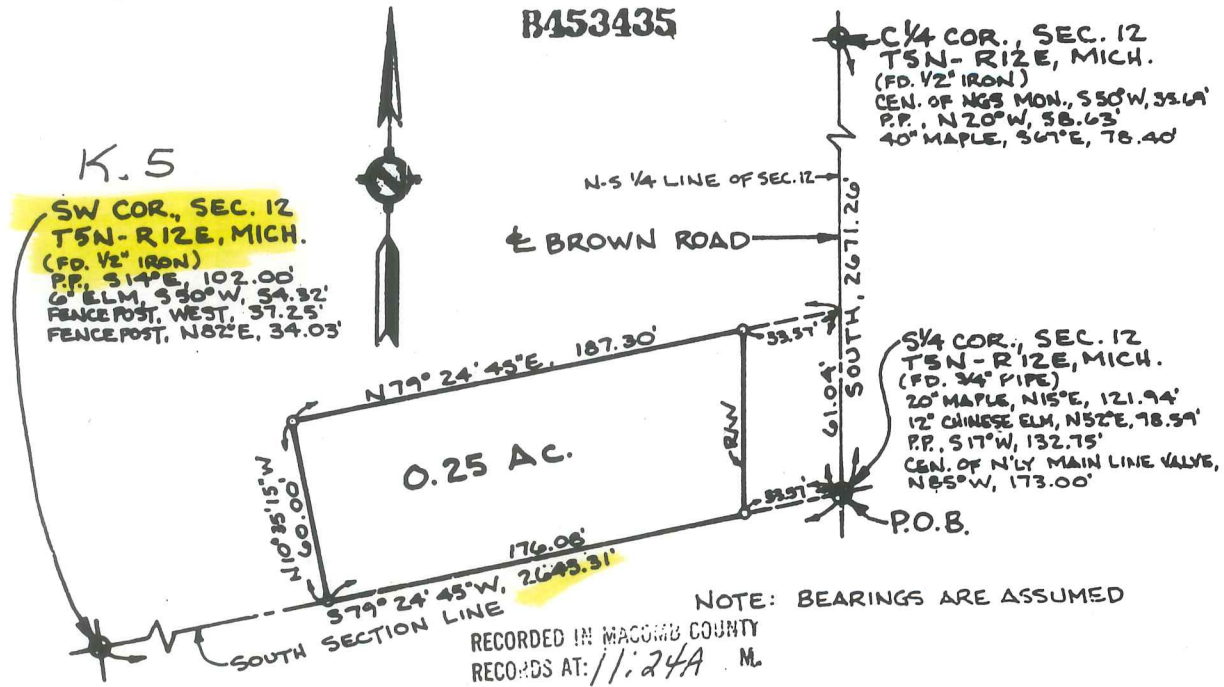 B453435
C 1/4 COR., SEC. 12
T5N-R12E, MICH.
(FD. 1/2" IRON)
CEN. OF NGS MON., S50°W, 35.69'
P.P., N20°W, 58.63'
40" MAPLE, S67°E, 78.40'
K.5
SW COR., SEC. 12
T5N-R12E, MICH.
(FD. 1/2" IRON)
P.P., S14°E, 102.00'
6" ELM, S50°W, 54.32'
FENCE POST, WEST, 37.25'
FENCE POST, N82°E, 34.03'
N-S 1/4 LINE OF SEC. 12
℄ BROWN ROAD
SOUTH, 2671.26'
61.04'
N79° 24' 45"E, 187.30'
33.57'
S 1/4 COR., SEC. 12
T5N-R12E, MICH.
(FD. 3/4" PIPE)
20" MAPLE, N15°E, 121.94'
12" CHINESE ELM, N52°E, 98.59'
P.P., S17°W, 132.75'
CEN. OF N'LY MAIN LINE VALVE,
N85°W, 173.00'
P.O.B.
0.25 AC.
R/W
N10° 35' 15"W
60.00'
33.57'
176.08'
S79° 24' 45"W, 2643.31'
SOUTH SECTION LINE
NOTE: BEARINGS ARE ASSUMED
RECORDED IN MACOMB COUNTY
RECORDS AT: 11:24A M.